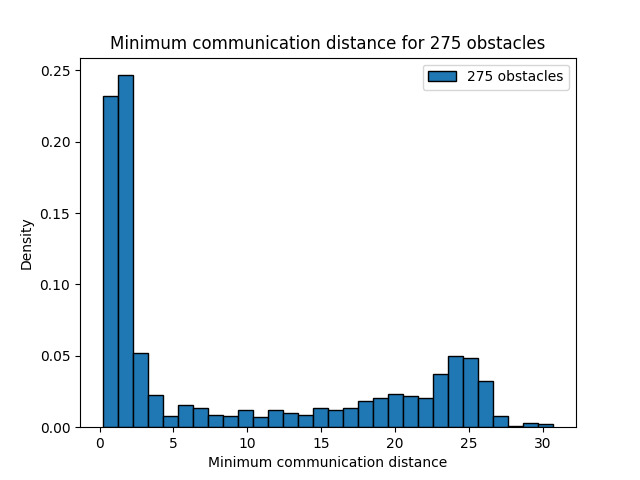 Minimum communication distance for 275 obstacles
275 obstacles
0.25
0.20
0.15
0.10
0.05
0.00
Density
0 5 10 15 20 25 30
Minimum communication distance